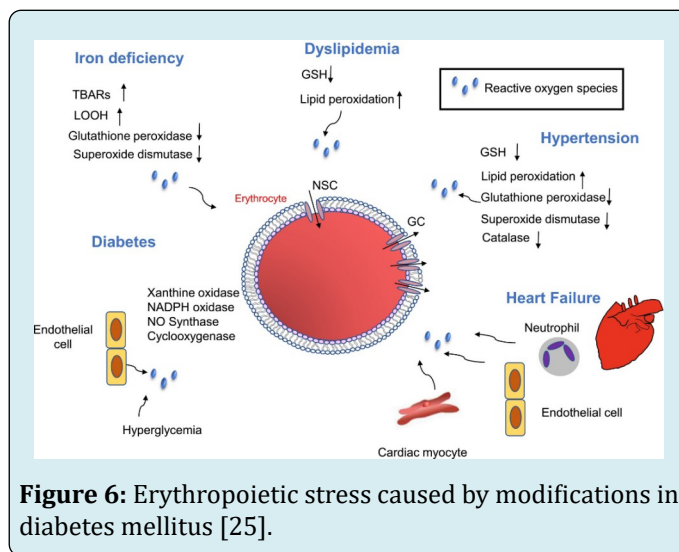 Iron deficiency
TBARs ↑
LOOH ↑
Glutathione peroxidase ↓
Superoxide dismutase ↓
Dyslipidemia
GSH ↓
Lipid peroxidation ↑
Reactive oxygen species
Hypertension
GSH ↓
Lipid peroxidation ↑
Glutathione peroxidase ↓
Superoxide dismutase ↓
Catalase ↓
Erythrocyte
NSC
GC
Diabetes
Xanthine oxidase
NADPH oxidase
NO Synthase
Cyclooxygenase
Endothelial
cell
Hyperglycemia
Heart Failure
Neutrophil
Endothelial cell
Cardiac myocyte
Figure 6: Erythropoietic stress caused by modifications in
diabetes mellitus [25].